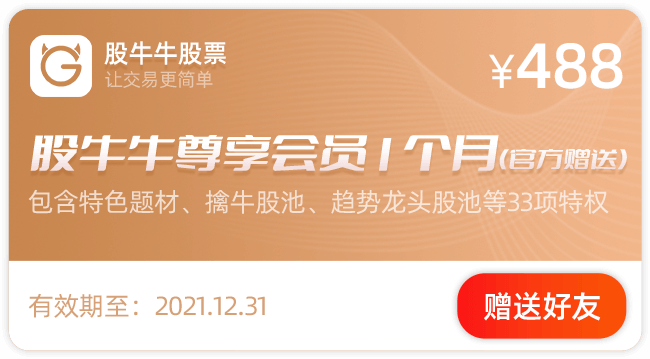 股牛牛股票
让交易更简单
¥488
股牛牛尊享会员1个月(官方赠送)
包含特色题材、擒牛股池、趋势龙头股池等33项特权
有效期至：2021.12.31
赠送好友